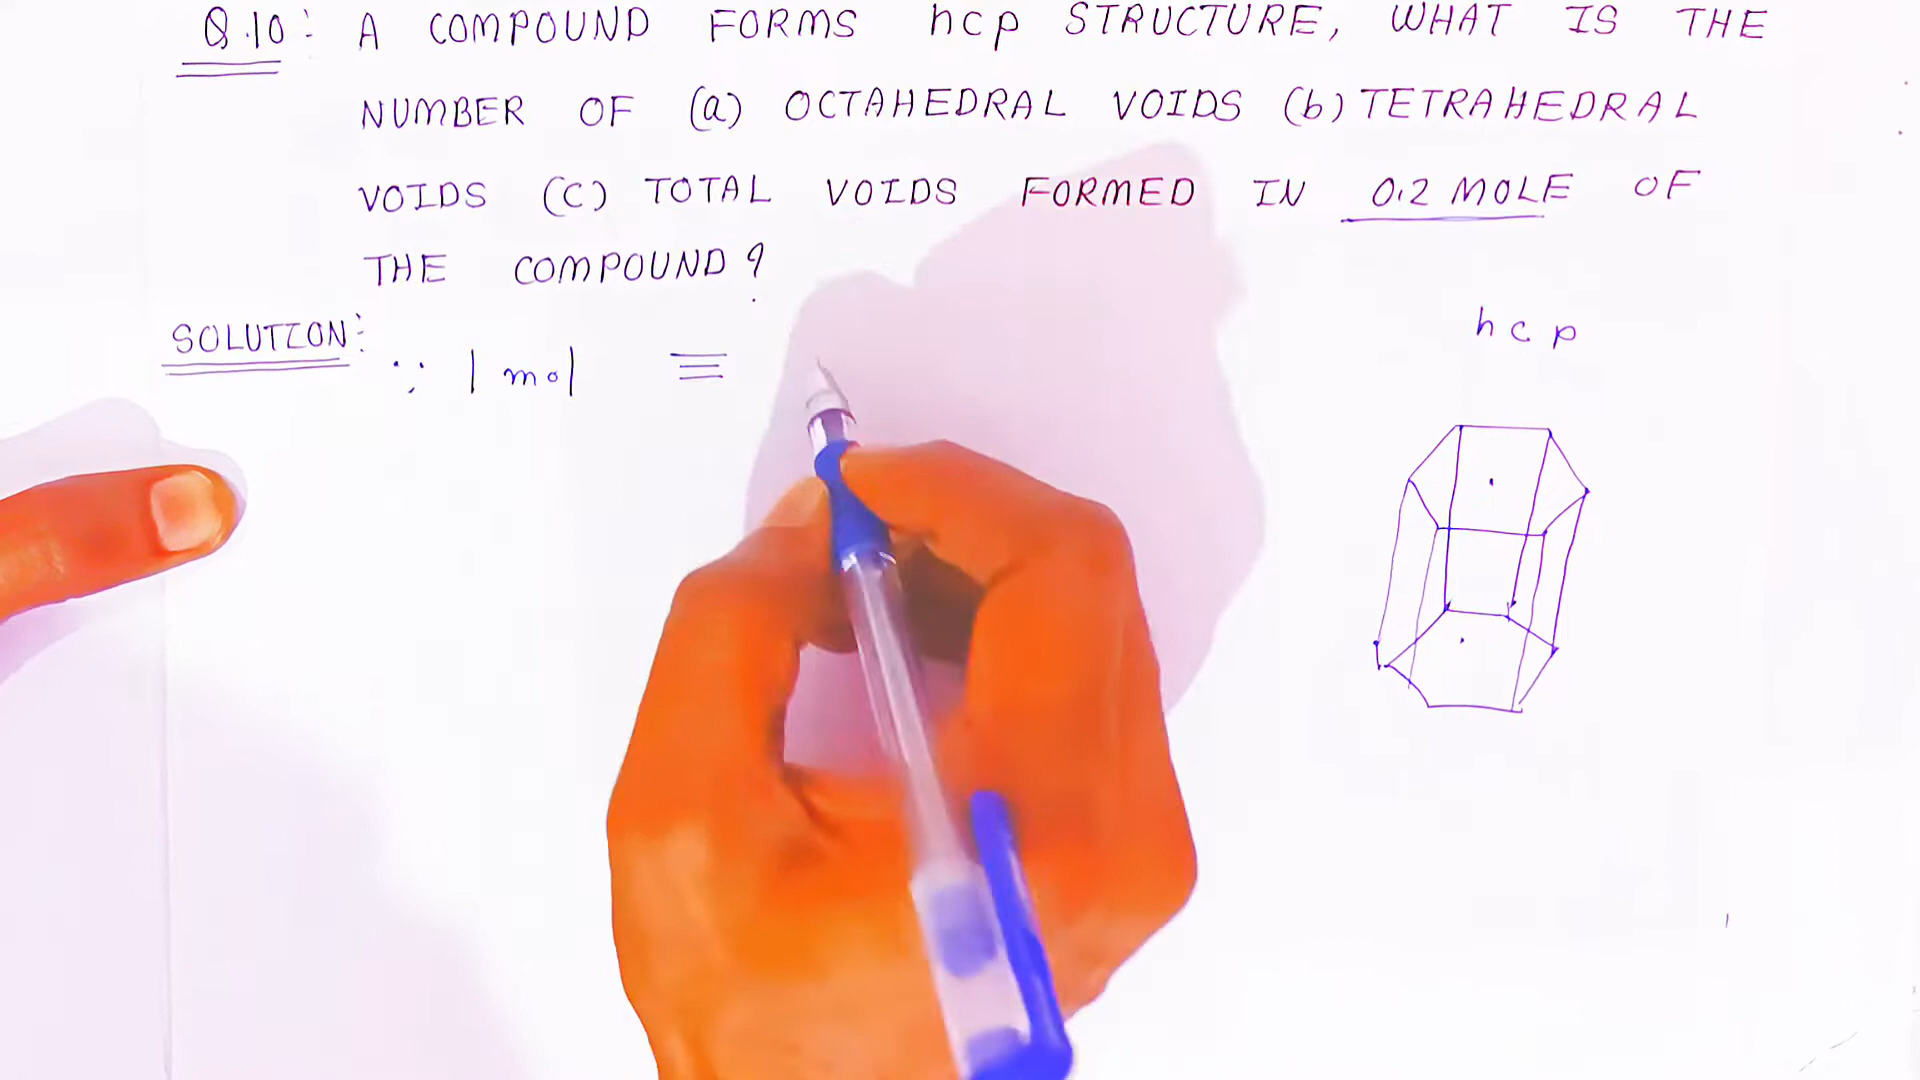 Q.10: A COMPOUND FORMS hcp STRUCTURE, WHAT IS THE
NUMBER OF (a) OCTAHEDRAL VOIDS (b) TETRAHEDRAL
VOIDS (C) TOTAL VOIDS FORMED IN 0.2 MOLE OF
THE COMPOUND?
SOLUTION:
∵ 1 mol ≡
hcp